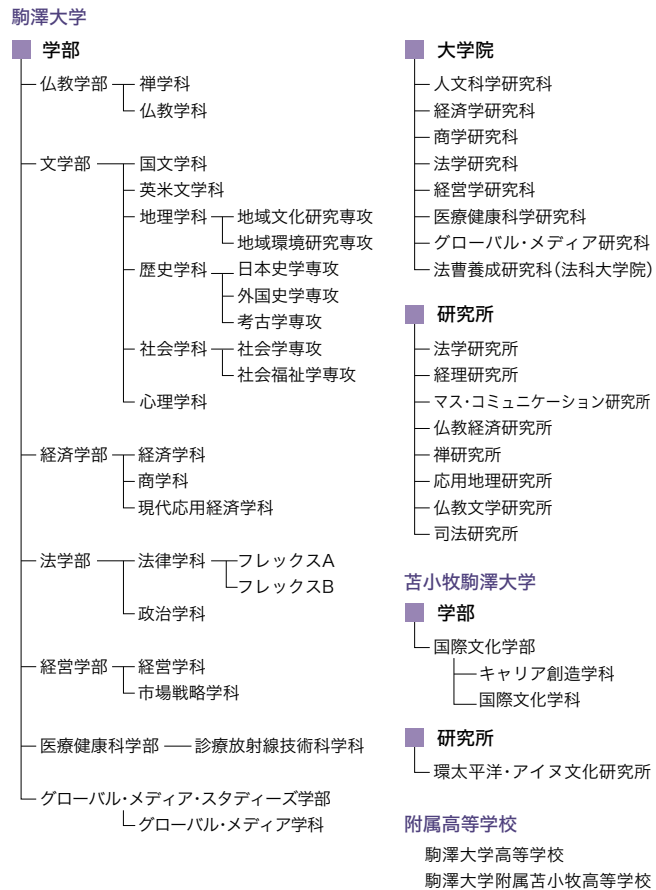 駒澤大学
学部
仏教学部
禅学科
仏教学科
文学部
国文学科
英米文学科
地理学科
地域文化研究専攻
地域環境研究専攻
歴史学科
日本史学専攻
外国史学専攻
考古学専攻
社会学科
社会学専攻
社会福祉学専攻
心理学科
経済学部
経済学科
商学科
現代応用経済学科
法学部
法律学科
フレックスA
フレックスB
政治学科
経営学部
経営学科
市場戦略学科
医療健康科学部
診療放射線技術科学科
グローバル・メディア・スタディーズ学部
グローバル・メディア学科
大学院
人文科学研究科
経済学研究科
商学研究科
法学研究科
経営学研究科
医療健康科学研究科
グローバル・メディア研究科
法曹養成研究科(法科大学院)
研究所
法学研究所
経理研究所
マス・コミュニケーション研究所
仏教経済研究所
禅研究所
応用地理研究所
仏教文学研究所
司法研究所
苫小牧駒澤大学
学部
国際文化学部
キャリア創造学科
国際文化学科
研究所
環太平洋・アイヌ文化研究所
附属高等学校
駒澤大学高等学校
駒澤大学附属苫小牧高等学校